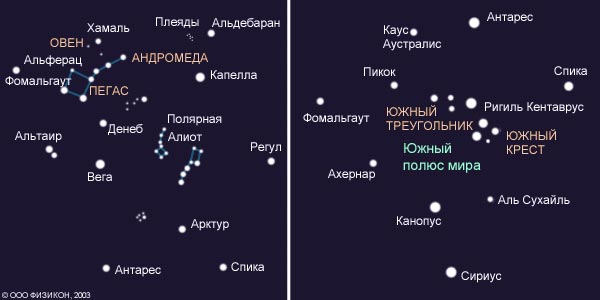 Хамаль
Плеяды
Альдебаран
ОВЕН
АНДРОМЕДА
Альферац
Капелла
Фомальгаут
ПЕГАС
Денеб
Полярная
Алиот
Альтаир
Регул
Вега
Арктур
Антарес
Спика
© ООО ФИЗИКОН, 2003
Антарес
Каус
Аусталис
Пикок
Спика
Фомальгаут
ЮЖНЫЙ
ТРЕУГОЛЬНИК
Ригиль Кентаврус
ЮЖНЫЙ
КРЕСТ
Южный
полюс мира
Ахернар
Аль Сухайль
Канопус
Сириус